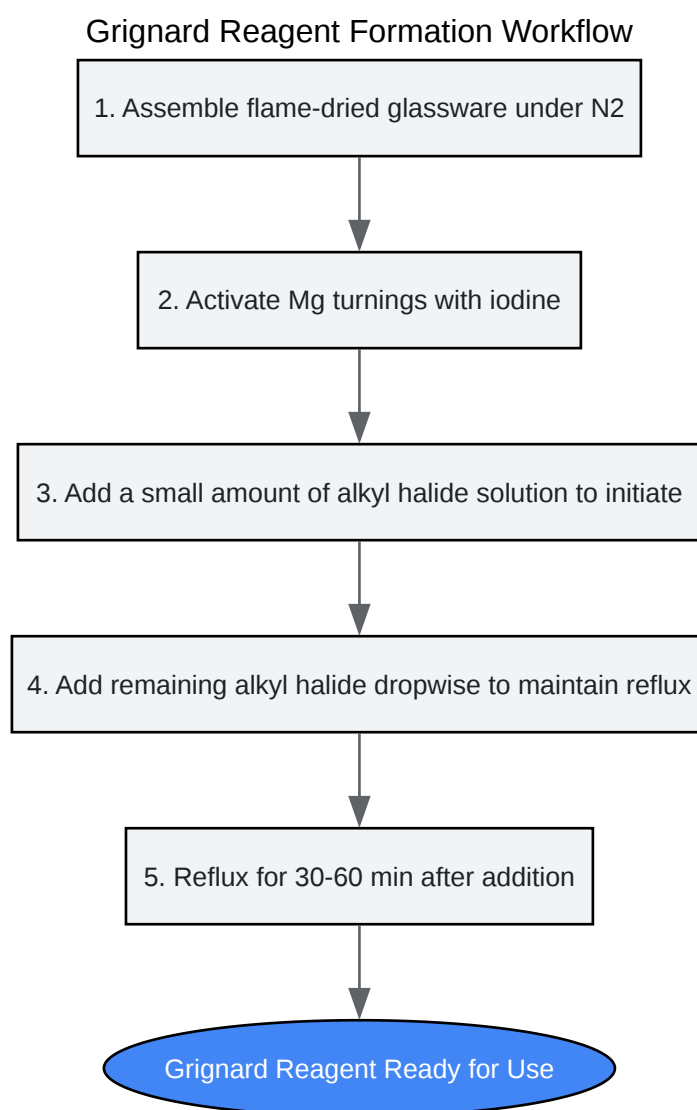 Grignard Reagent Formation Workflow
1. Assemble flame-dried glassware under N2
2. Activate Mg turnings with iodine
3. Add a small amount of alkyl halide solution to initiate
4. Add remaining alkyl halide dropwise to maintain reflux
5. Reflux for 30-60 min after addition
Grignard Reagent Ready for Use